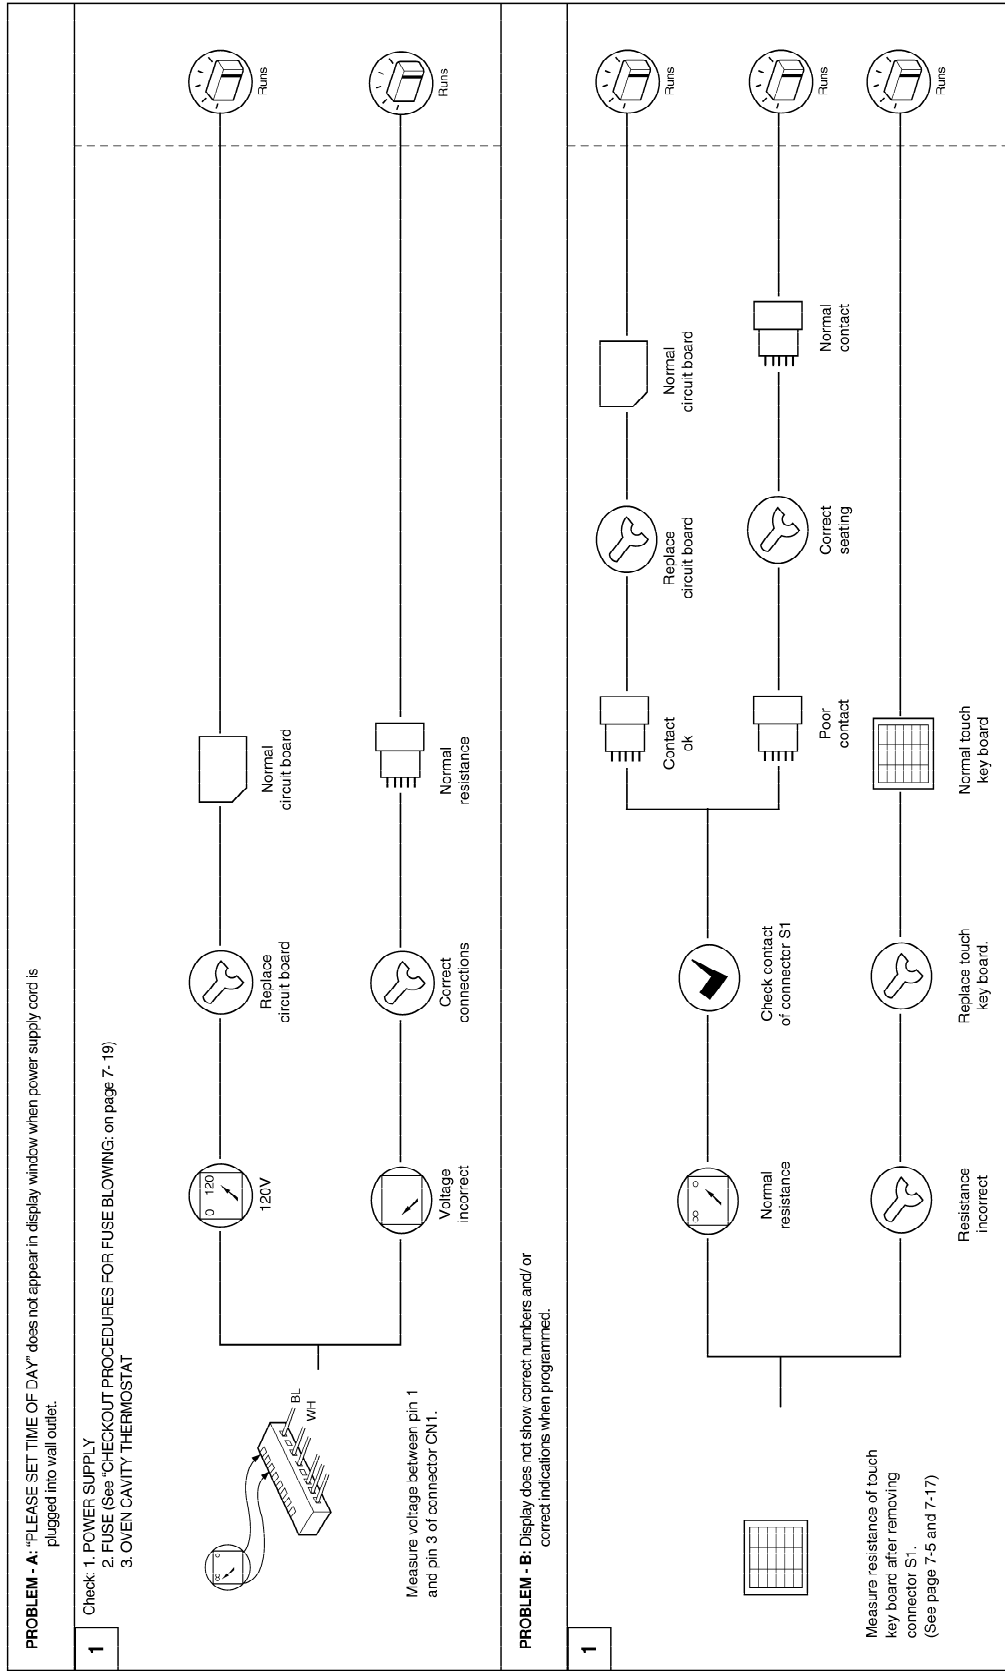 PROBLEM - A: "PLEASE SET TIME OF DAY" does not appear in display window when power supply cord is
plugged into wall outlet.
1
Check: 1. POWER SUPPLY
2. FUSE (See "CHECKOUT PROCEDURES FOR FUSE BLOWING: on page 7- 19)
3. OVEN CAVITY THERMOSTAT
∞ 0
BL
WH
Measure voltage between pin 1
and pin 3 of connector CN1.
0 120
120V
Replace
circuit board
Normal
circuit board
Runs
Voltage
incorrect
Correct
connections
Normal
resistance
Runs
PROBLEM - B: Display does not show correct numbers and/ or
correct indications when programmed.
1
Measure resistance of touch
key board after removing
connector S1.
(See page 7-5 and 7-17)
∞ 0
Normal
resistance
Check contact
of connector S1
Contact
ok
Replace
circuit board
Normal
circuit board
Runs
Poor
contact
Correct
seating
Normal
contact
Runs
Resistance
incorrect
Replace touch
key board.
Normal touch
key board
Runs